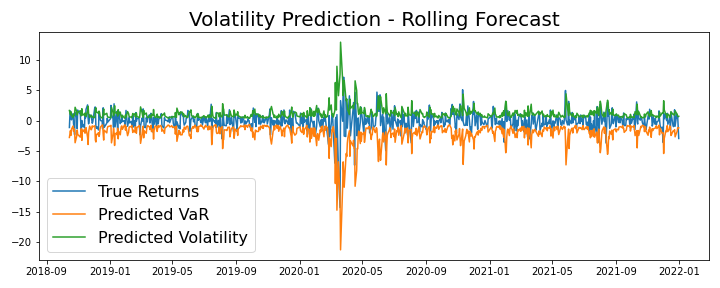 Volatility Prediction - Rolling Forecast
10
5
0
−5
−10
−15
−20
True Returns
Predicted VaR
Predicted Volatility
2018-09 2019-01 2019-05 2019-09 2020-01 2020-05 2020-09 2021-01 2021-05 2021-09 2022-01